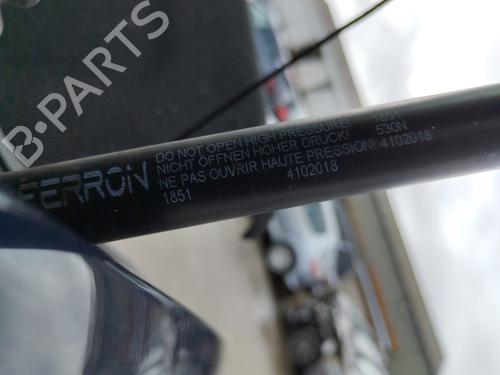 B-PARTS
FERRON
DO NOT OPEN HIGH PRESSURE! 1851
NICHT ÖFFNEN HOHER DRUCK! 530N
NE PAS OUVRIR HAUTE PRESSION! 4102018
1851 4102018